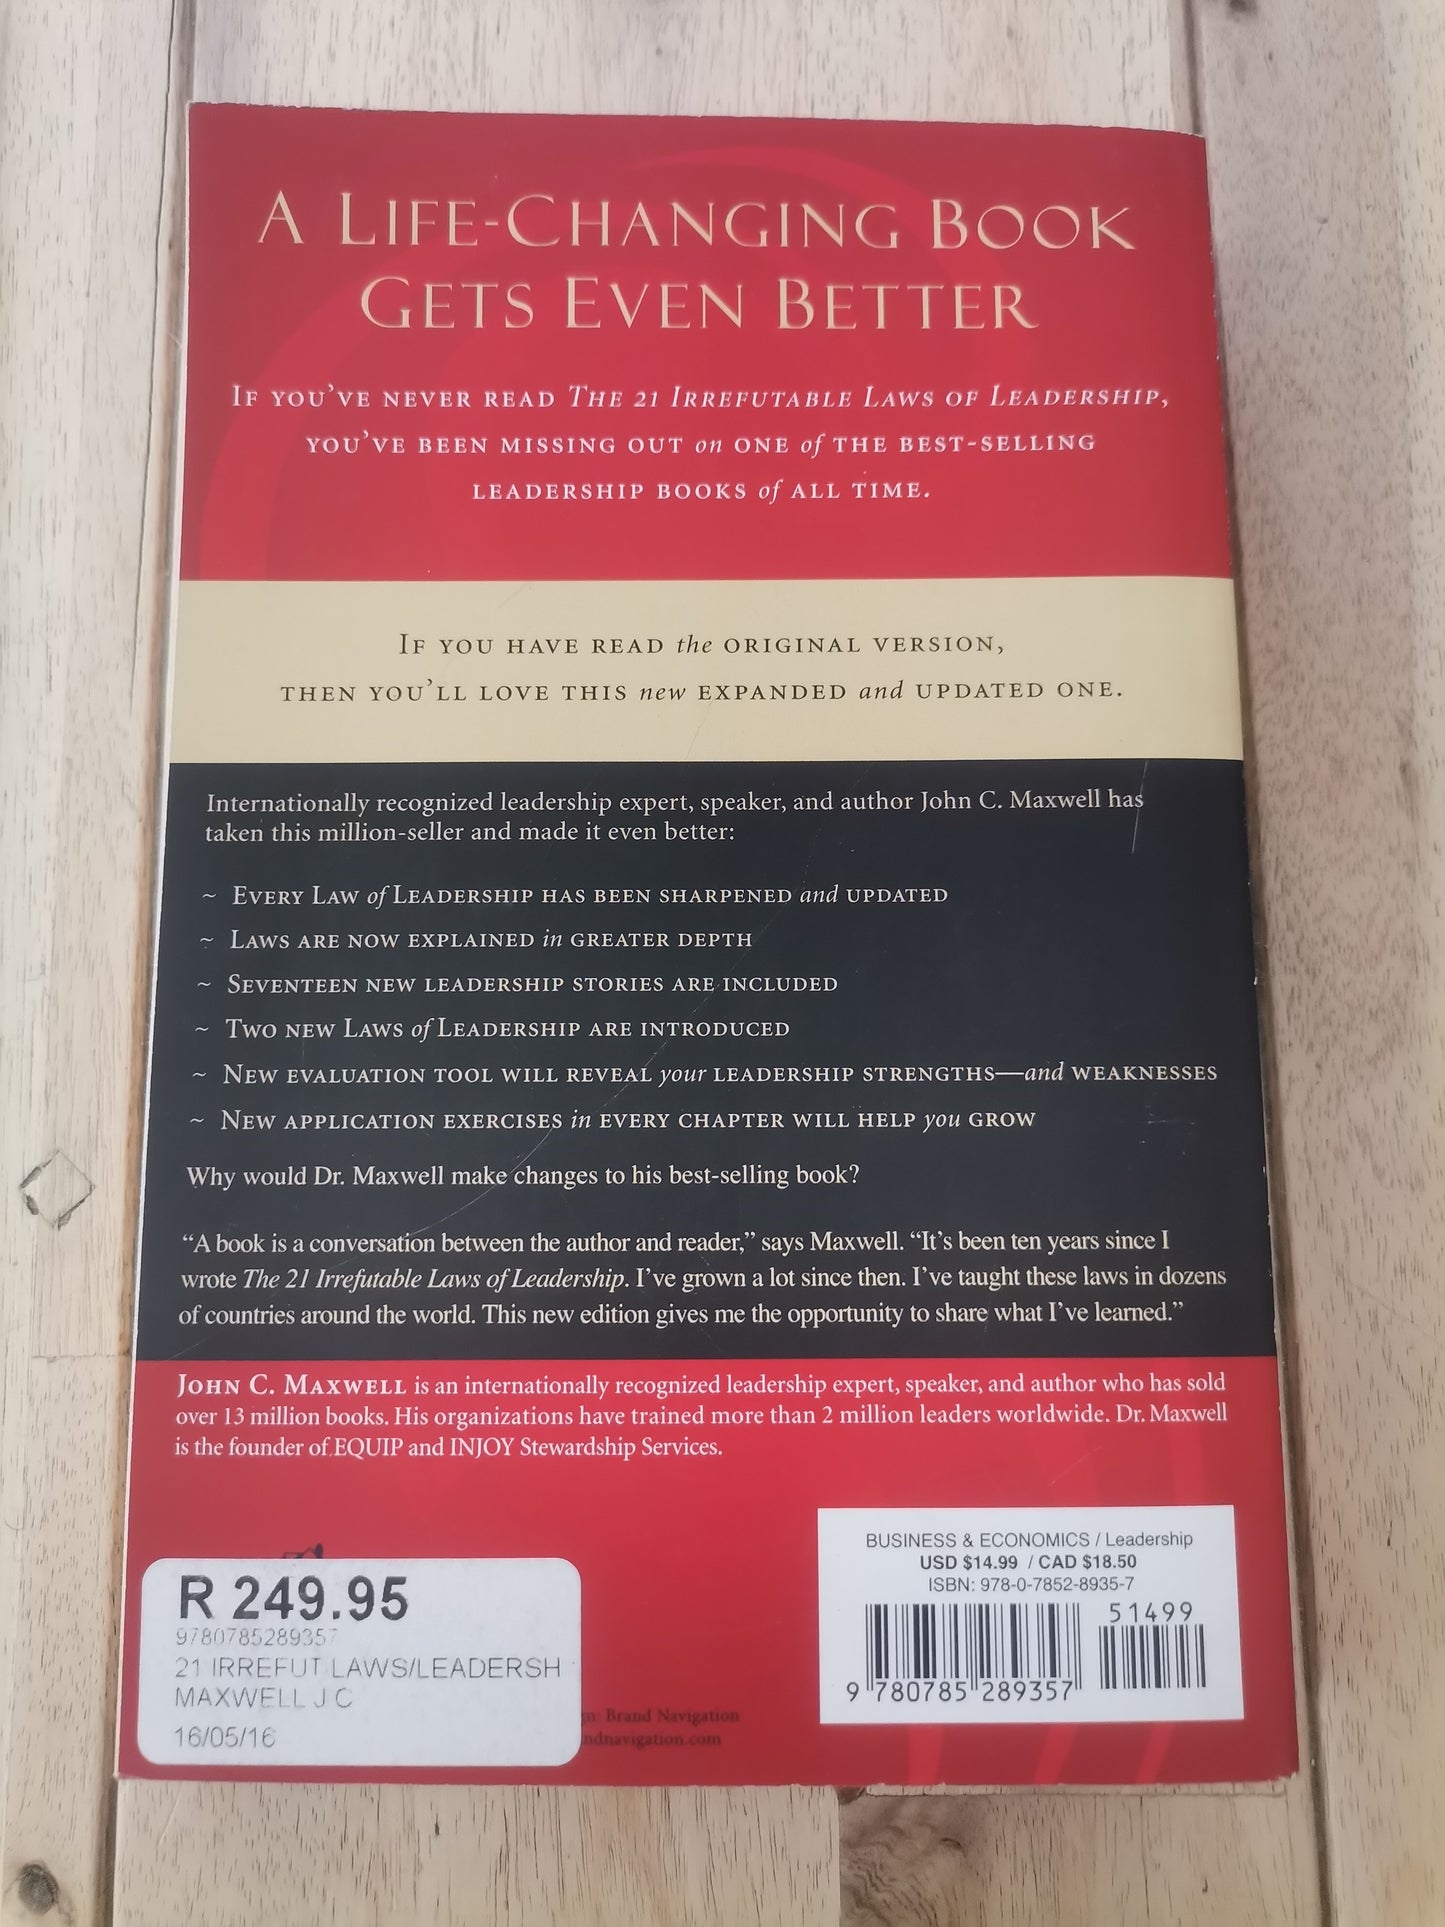 A Life-Changing Book
Gets Even Better
If you've never read The 21 Irrefutable Laws of Leadership,
you've been missing out on one of the best-selling
leadership books of all time.
If you have read the original version,
then you'll love this new expanded and updated one.
Internationally recognized leadership expert, speaker, and author John C. Maxwell has
taken this million-seller and made it even better:
~ Every Law of Leadership has been sharpened and updated
~ Laws are now explained in greater depth
~ Seventeen new leadership stories are included
~ Two new Laws of Leadership are introduced
~ New evaluation tool will reveal your leadership strengths—and weaknesses
~ New application exercises in every chapter will help you grow
Why would Dr. Maxwell make changes to his best-selling book?
“A book is a conversation between the author and reader,” says Maxwell. “It’s been ten years since I
wrote The 21 Irrefutable Laws of Leadership. I’ve grown a lot since then. I’ve taught these laws in dozens
of countries around the world. This new edition gives me the opportunity to share what I’ve learned.”
John C. Maxwell is an internationally recognized leadership expert, speaker, and author who has sold
over 13 million books. His organizations have trained more than 2 million leaders worldwide. Dr. Maxwell
is the founder of EQUIP and INJOY Stewardship Services.
BUSINESS & ECONOMICS / Leadership
USD $14.99 / CAD $18.50
ISBN: 978-0-7852-8935-7
51499
9 780785 289357
R 249.95
9780785289357
21 IRREFUT LAWS/LEADERSH
MAXWELL J C
16/05/16
Brand Navigation